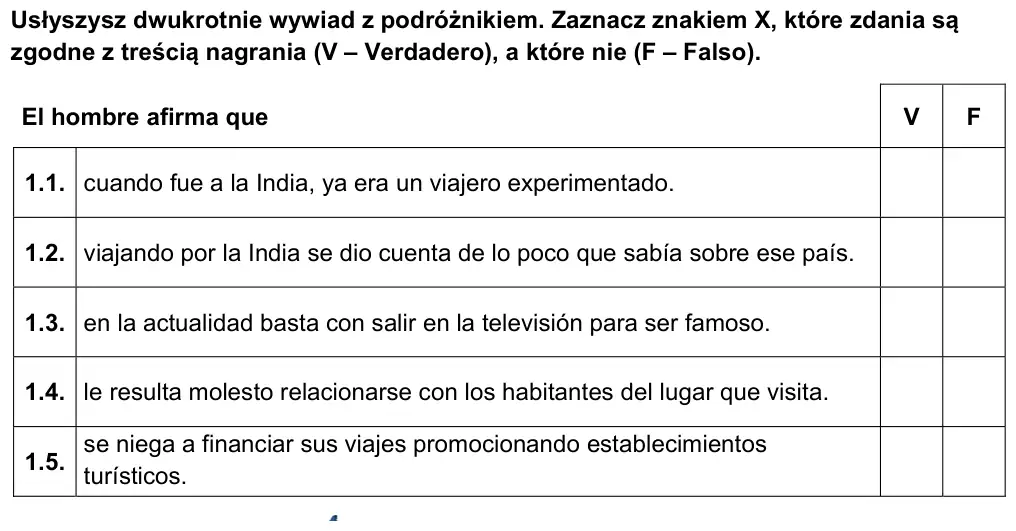 Usłyszysz dwukrotnie wywiad z podróżnikiem. Zaznacz znakiem X, które zdania są
zgodne z treścią nagrania (V – Verdadero), a które nie (F – Falso).
El hombre afirma que V F
1.1. cuando fue a la India, ya era un viajero experimentado.
1.2. viajando por la India se dio cuenta de lo poco que sabía sobre ese país.
1.3. en la actualidad basta con salir en la televisión para ser famoso.
1.4. le resulta molesto relacionarse con los habitantes del lugar que visita.
1.5. se niega a financiar sus viajes promocionando establecimientos
turísticos.